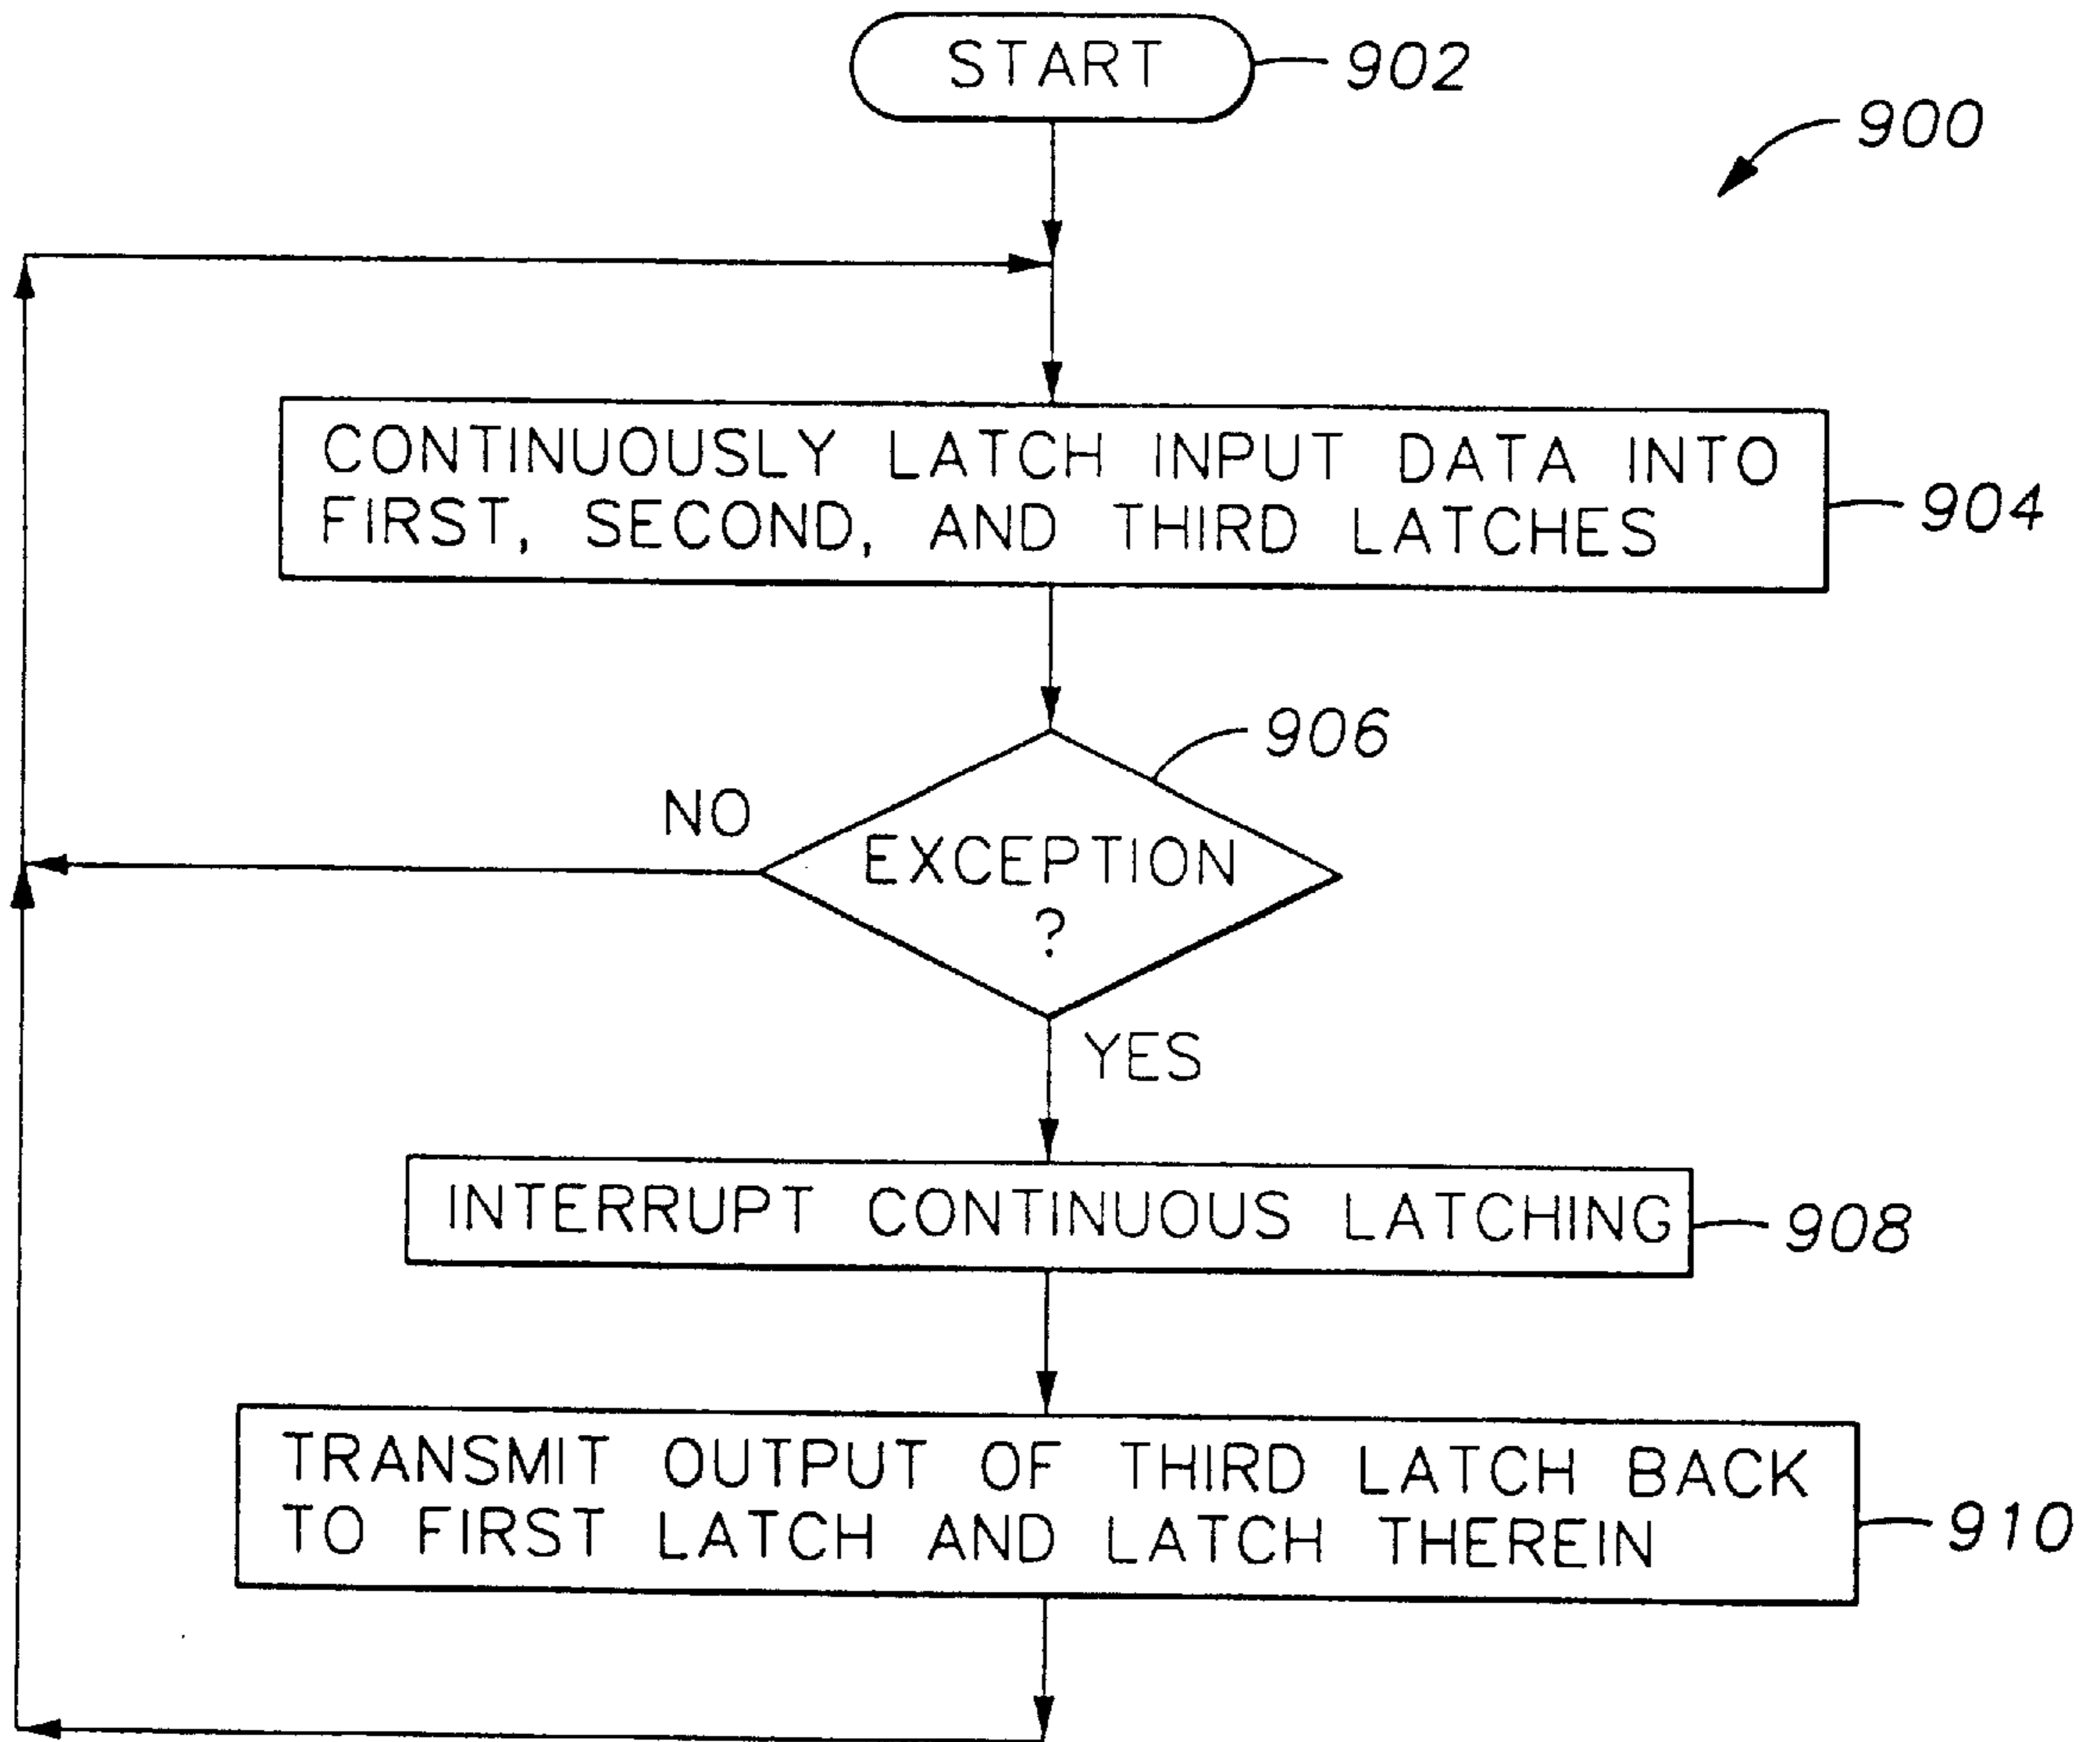 START
902
900
CONTINUOUSLY LATCH INPUT DATA INTO
FIRST, SECOND, AND THIRD LATCHES
904
906
NO
EXCEPTION
?
YES
INTERRUPT CONTINUOUS LATCHING
908
TRANSMIT OUTPUT OF THIRD LATCH BACK
TO FIRST LATCH AND LATCH THEREIN
910